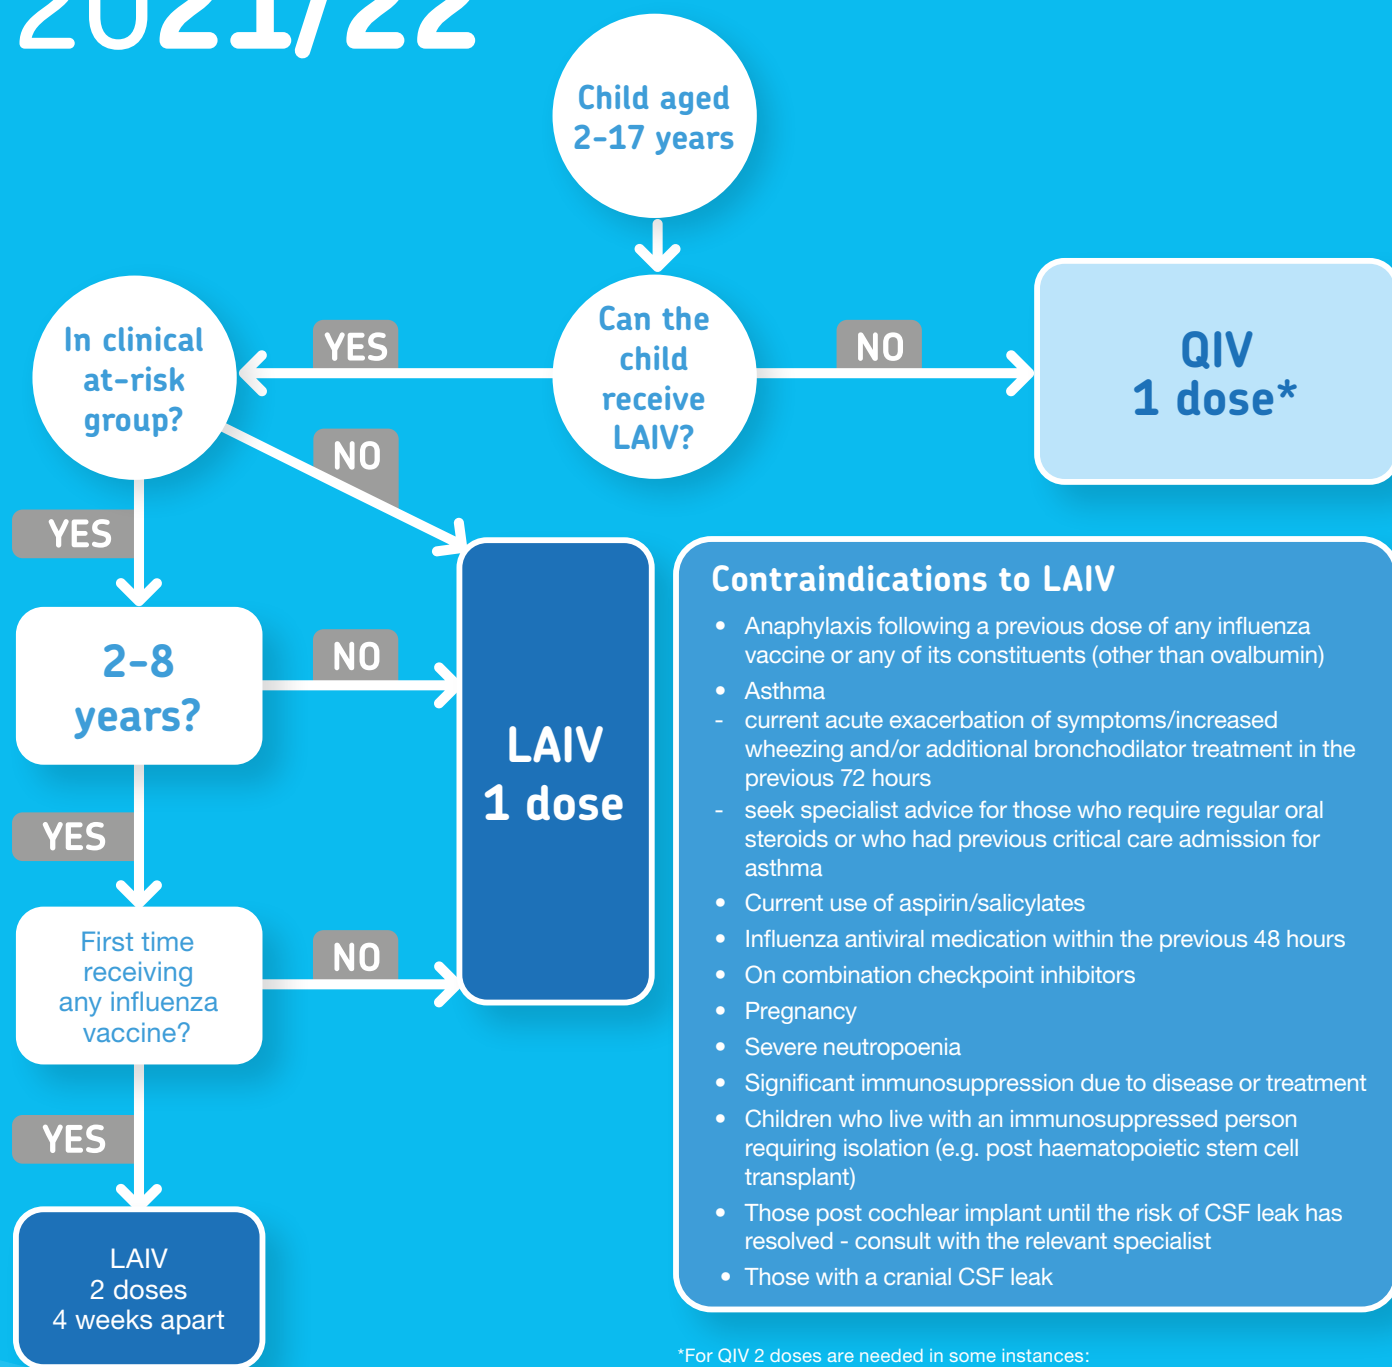 2021/22
Child aged
2-17 years
Can the
child
receive
LAIV?
YES
NO
In clinical
at-risk
group?
QIV
1 dose*
NO
YES
2-8
years?
NO
LAIV
1 dose
YES
First time
receiving
any influenza
vaccine?
NO
YES
LAIV
2 doses
4 weeks apart
Contraindications to LAIV
• Anaphylaxis following a previous dose of any influenza
vaccine or any of its constituents (other than ovalbumin)
• Asthma
- current acute exacerbation of symptoms/increased
wheezing and/or additional bronchodilator treatment in the
previous 72 hours
- seek specialist advice for those who require regular oral
steroids or who had previous critical care admission for
asthma
• Current use of aspirin/salicylates
• Influenza antiviral medication within the previous 48 hours
• On combination checkpoint inhibitors
• Pregnancy
• Severe neutropoenia
• Significant immunosuppression due to disease or treatment
• Children who live with an immunosuppressed person
requiring isolation (e.g. post haematopoietic stem cell
transplant)
• Those post cochlear implant until the risk of CSF leak has
resolved - consult with the relevant specialist
• Those with a cranial CSF leak
*For QIV 2 doses are needed in some instances: